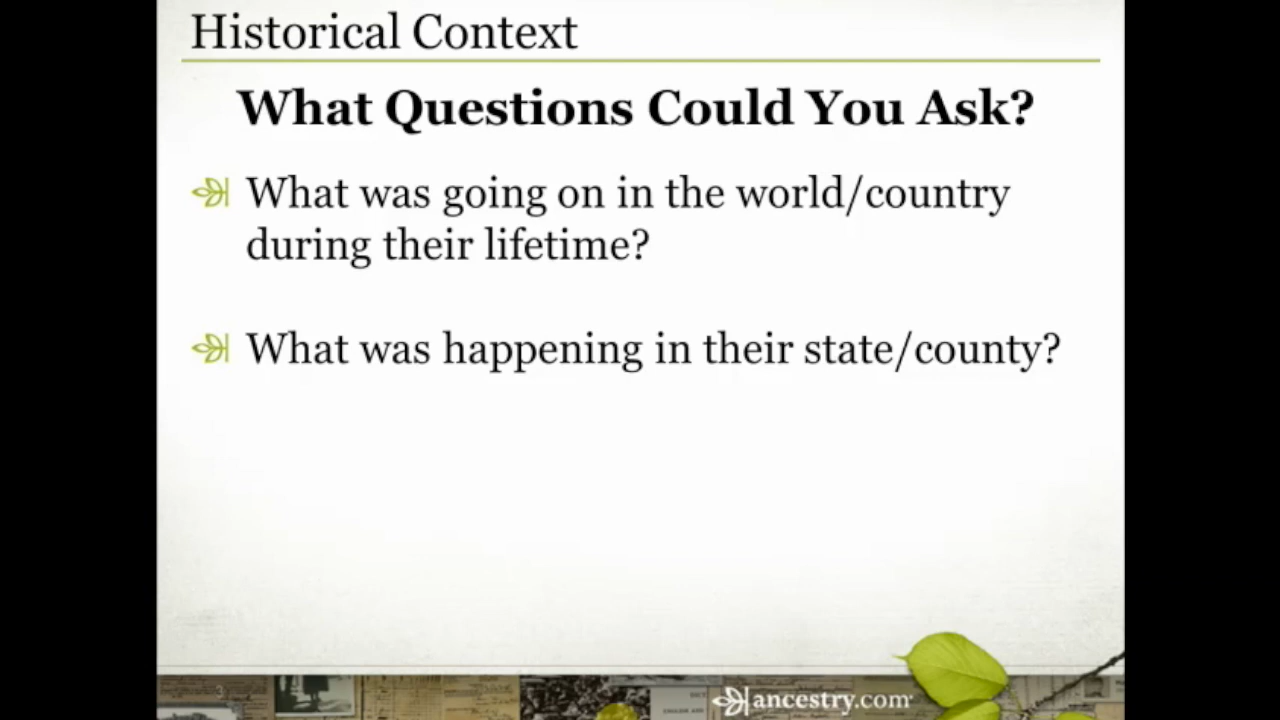 Historical Context
What Questions Could You Ask?
What was going on in the world/country
during their lifetime?
What was happening in their state/county?
ancestry.com